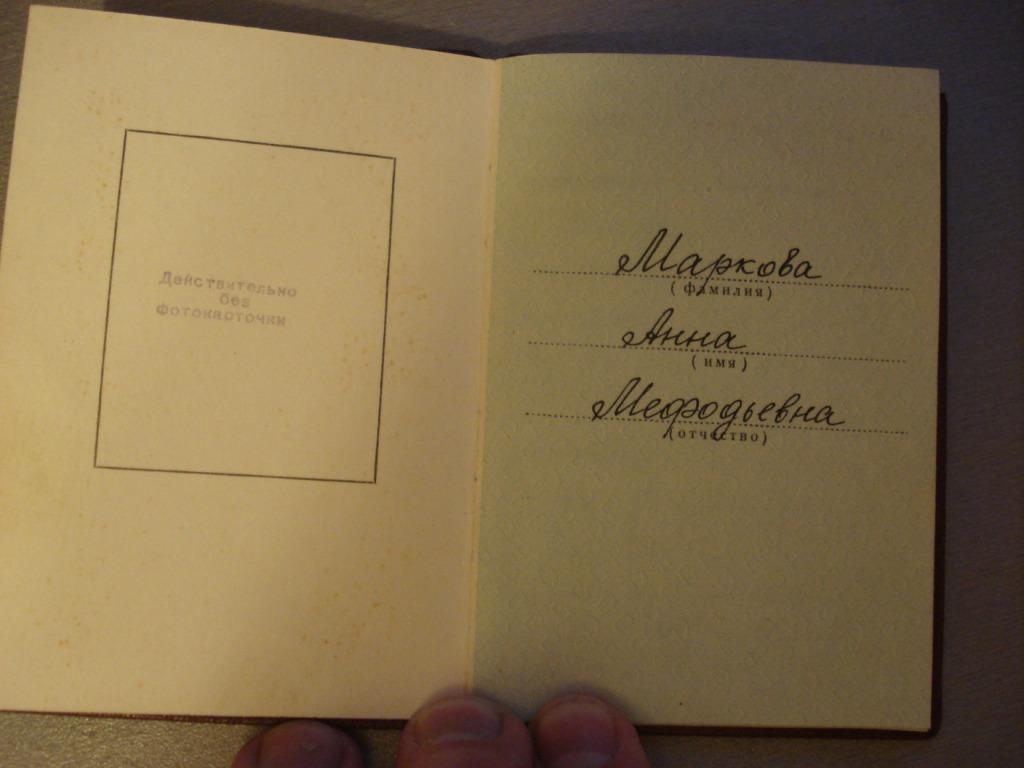 Действительно
без
фотокарточки
Маркова
(фамилия)
Анна
(имя)
Мефодьевна
(отчество)